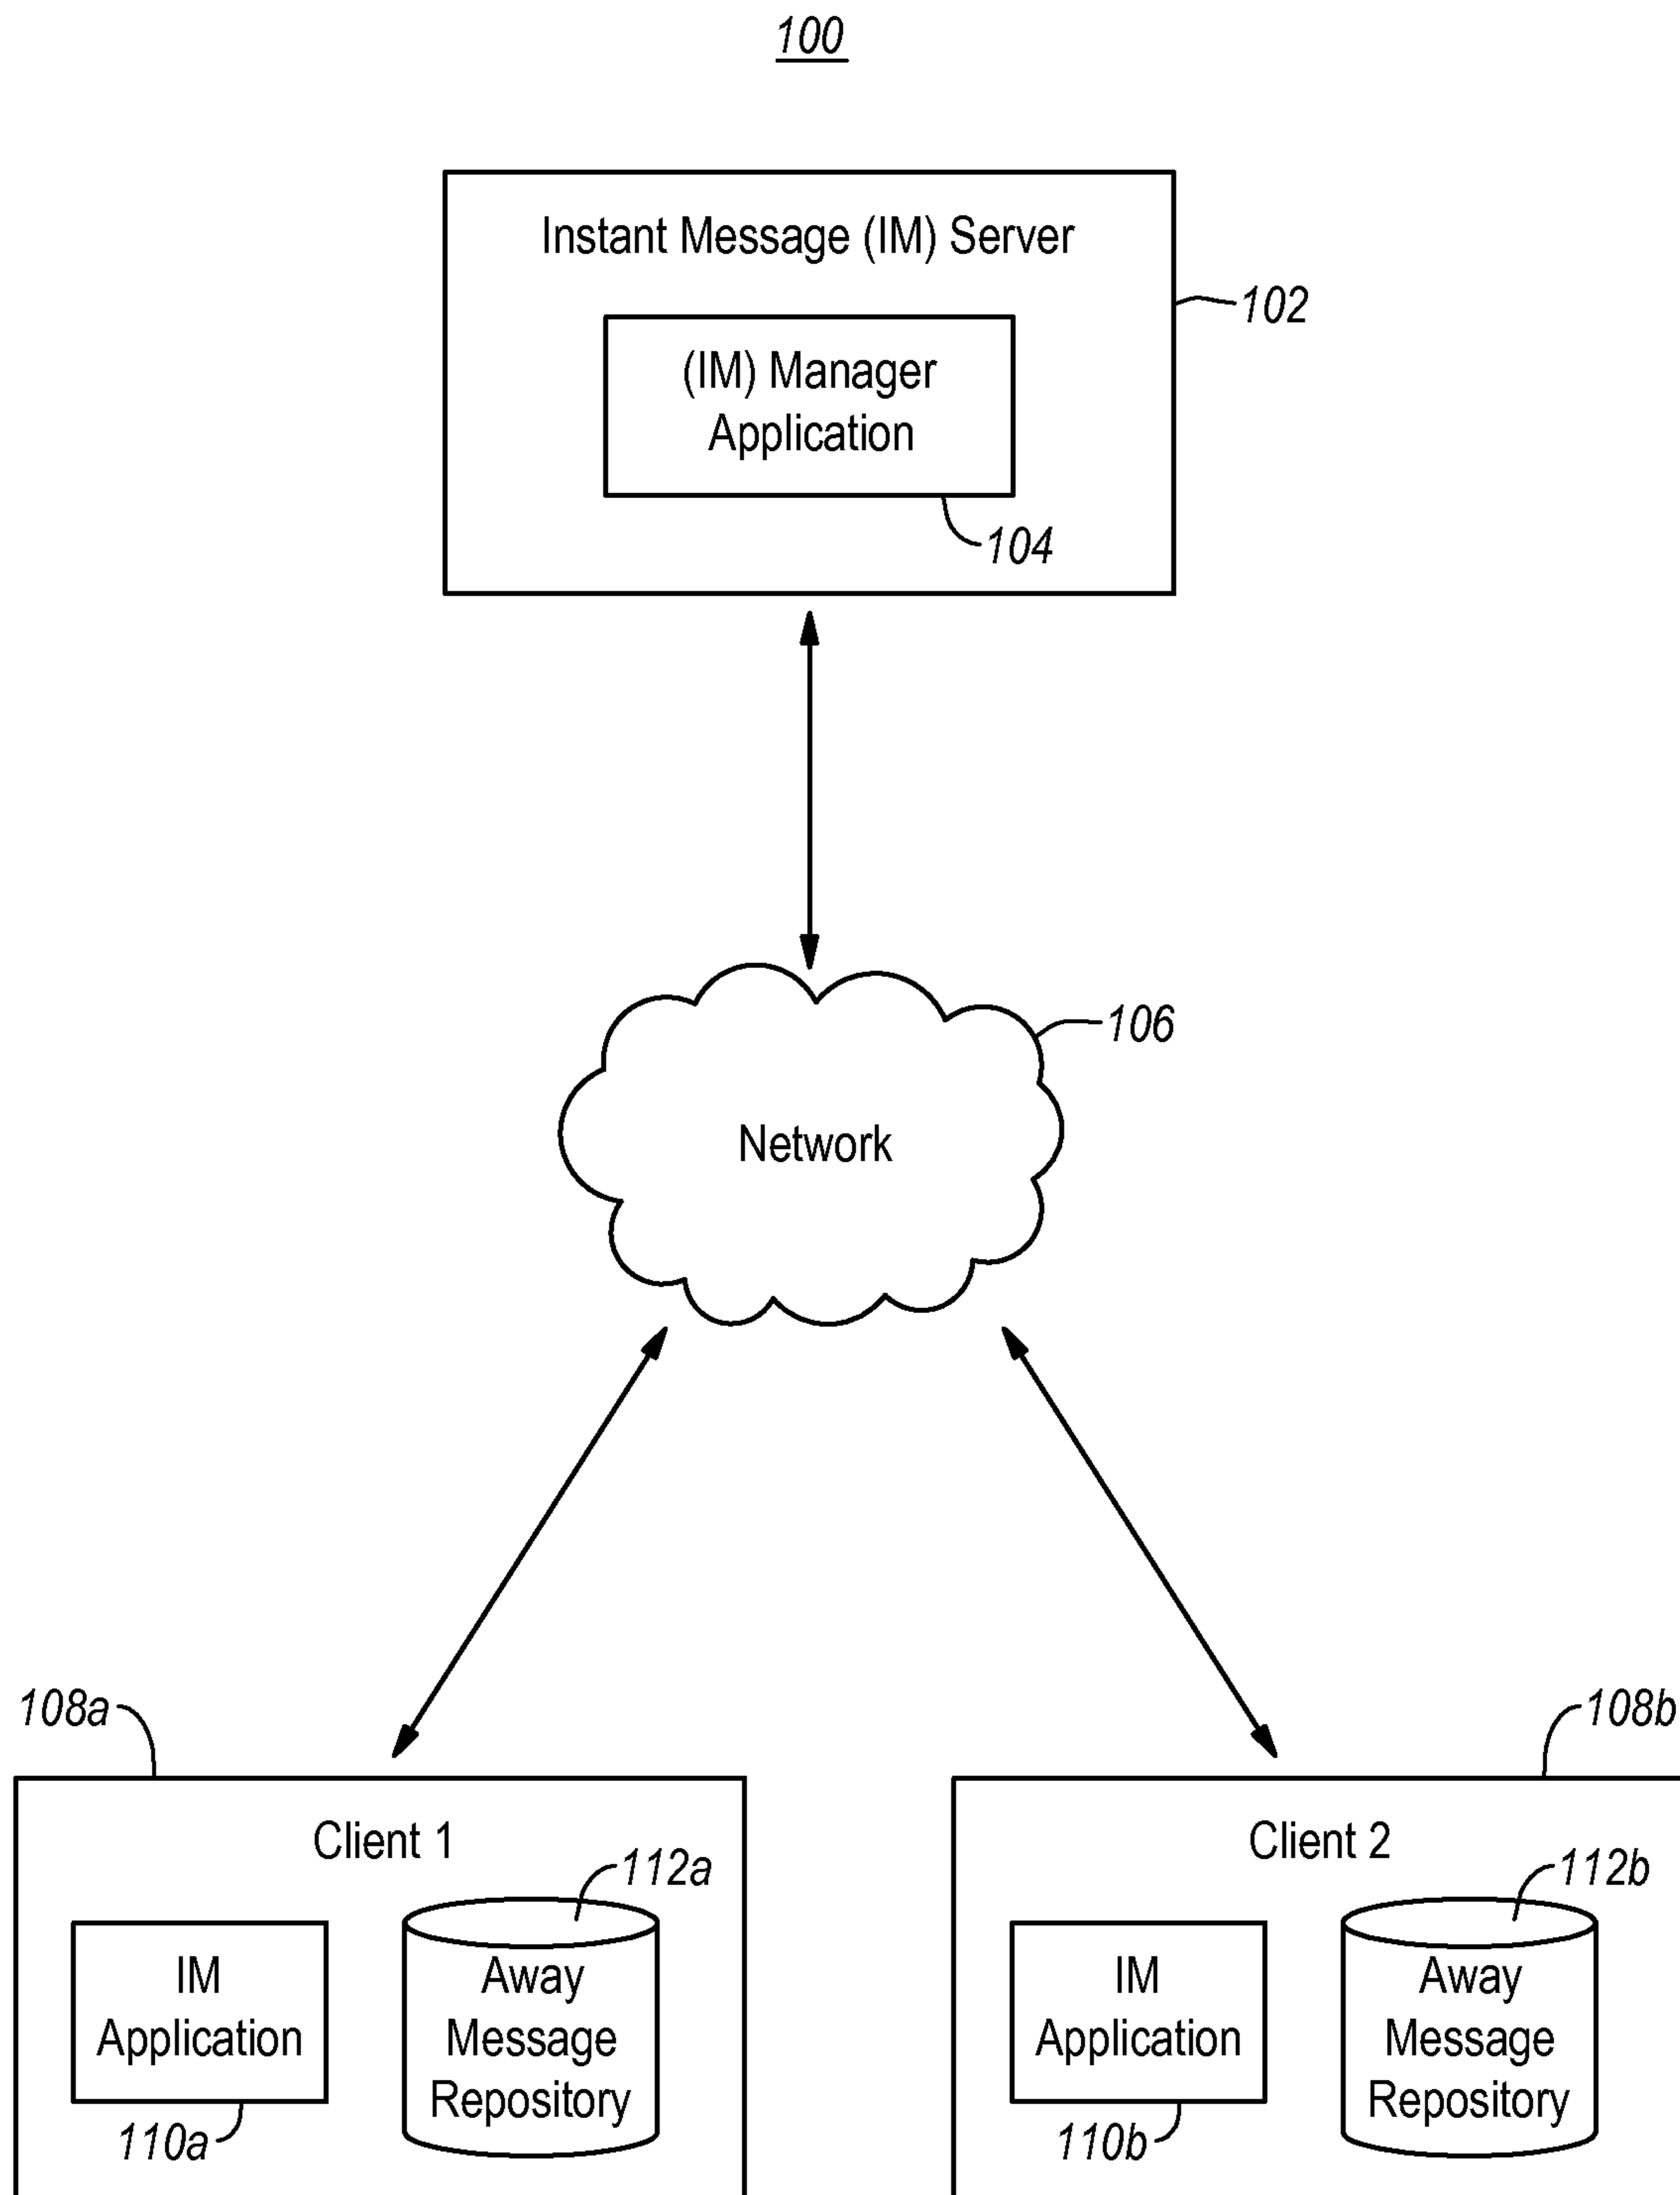 100
Instant Message (IM) Server
102
(IM) Manager
Application
104
106
Network
108a
108b
Client 1
112a
IM
Application
110a
Away
Message
Repository
Client 2
112b
IM
Application
110b
Away
Message
Repository